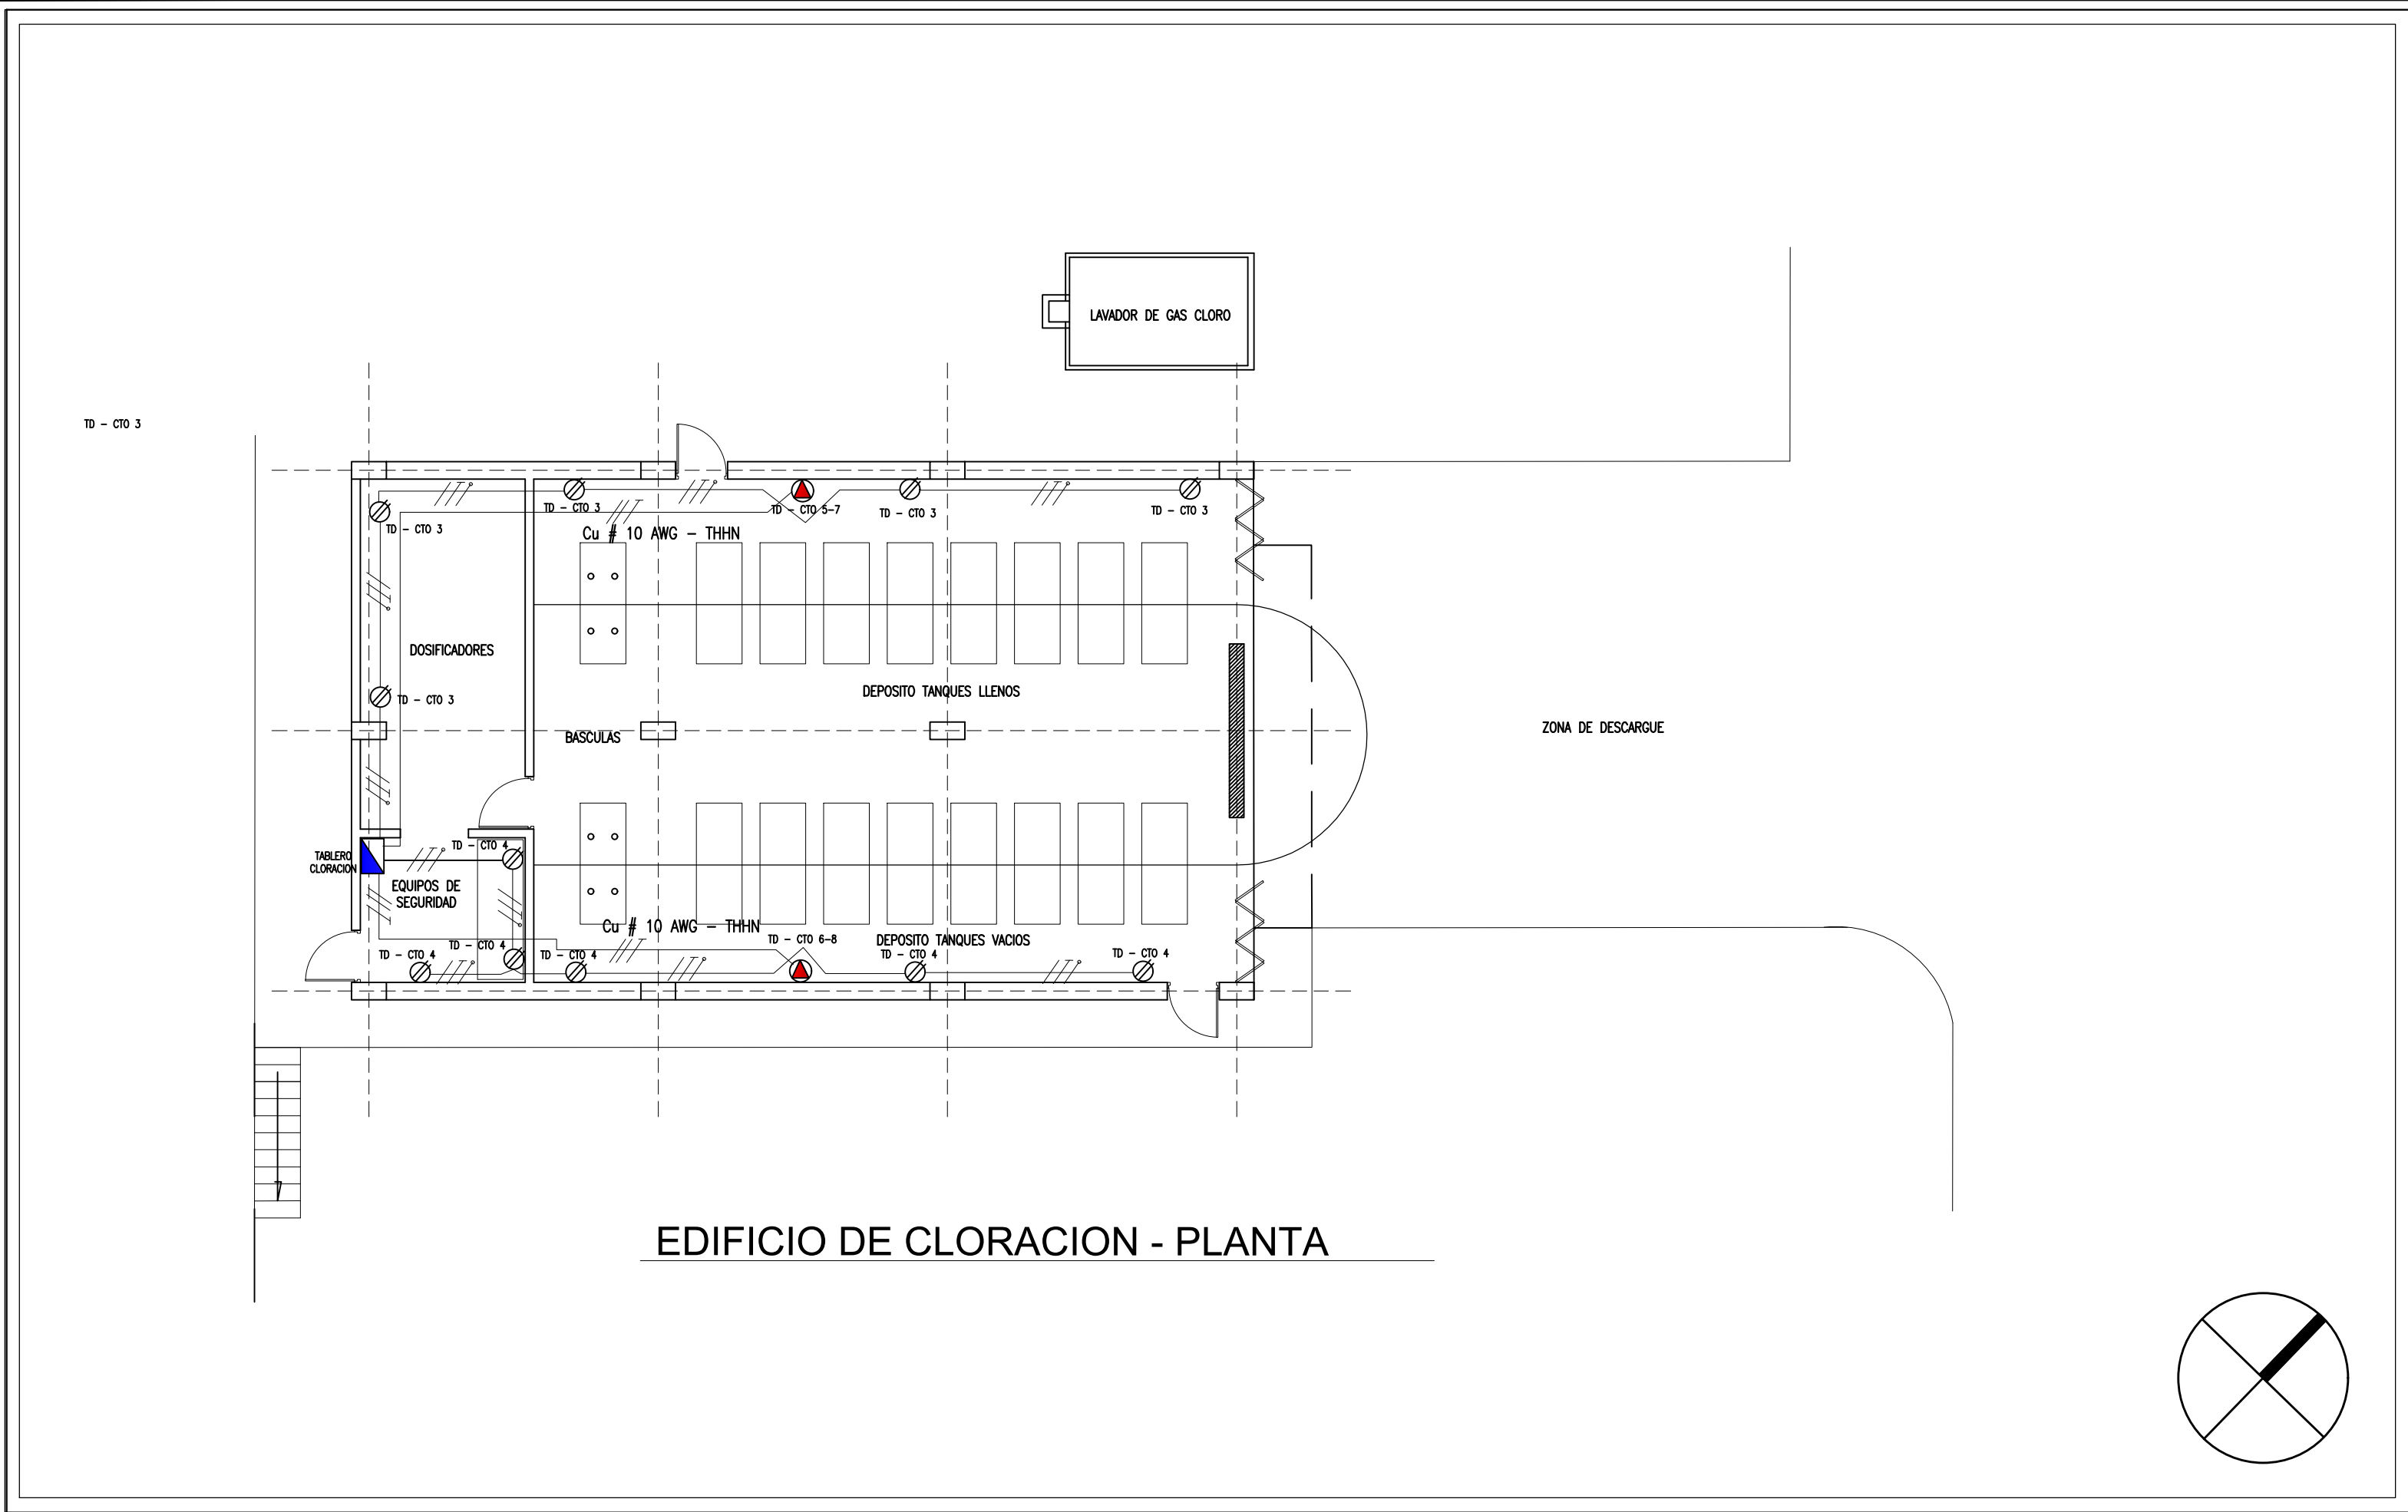 LAVADOR DE GAS CLORO
TD - CTO 3
TD - CTO 3
TD - CTO 3
TD - CTO 5-7
TD - CTO 3
TD - CTO 3
Cu # 10 AWG - THHN
DOSIFICADORES
TD - CTO 3
DEPOSITO TANQUES LLENOS
BASCULAS
ZONA DE DESCARGUE
TD - CTO 4
TABLERO
CLORACION
EQUIPOS DE
SEGURIDAD
Cu # 10 AWG - THHN
TD - CTO 4
TD - CTO 4
TD - CTO 4
TD - CTO 6-8
DEPOSITO TANQUES VACIOS
TD - CTO 4
TD - CTO 4
EDIFICIO DE CLORACION - PLANTA